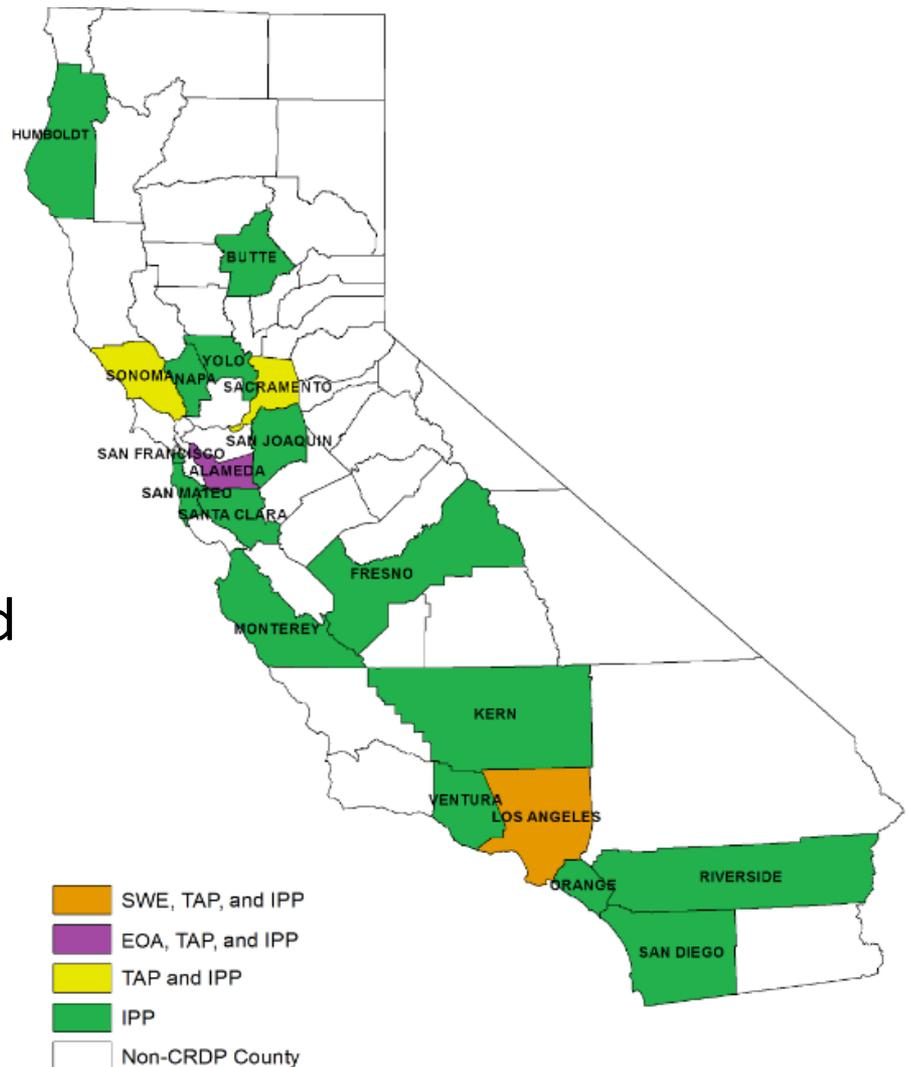 HUMBOLDT
BUTTE
YOLO
SONOMA
NAPA
SACRAMENTO
SAN JOAQUIN
SAN FRANCISCO
ALAMEDA
SAN MATEO
SANTA CLARA
FRESNO
d
MONTEREY
KERN
VENTURA
LOS ANGELES
RIVERSIDE
ORANGE
SAN DIEGO
SWE, TAP, and IPP
EOA, TAP, and IPP
TAP and IPP
IPP
Non-CRDP County